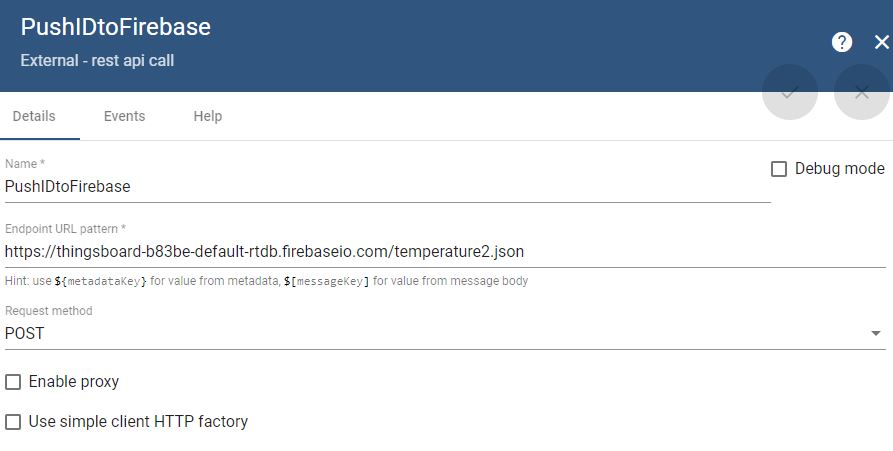 PushIDtoFirebase
External - rest api call
?
Details Events Help
Name *
PushIDtoFirebase
Debug mode
Endpoint URL pattern *
https://thingsboard-b83be-default-rtdb.firebaseio.com/temperature2.json
Hint: use ${metadataKey} for value from metadata, $[messageKey] for value from message body
Request method
POST
Enable proxy
Use simple client HTTP factory